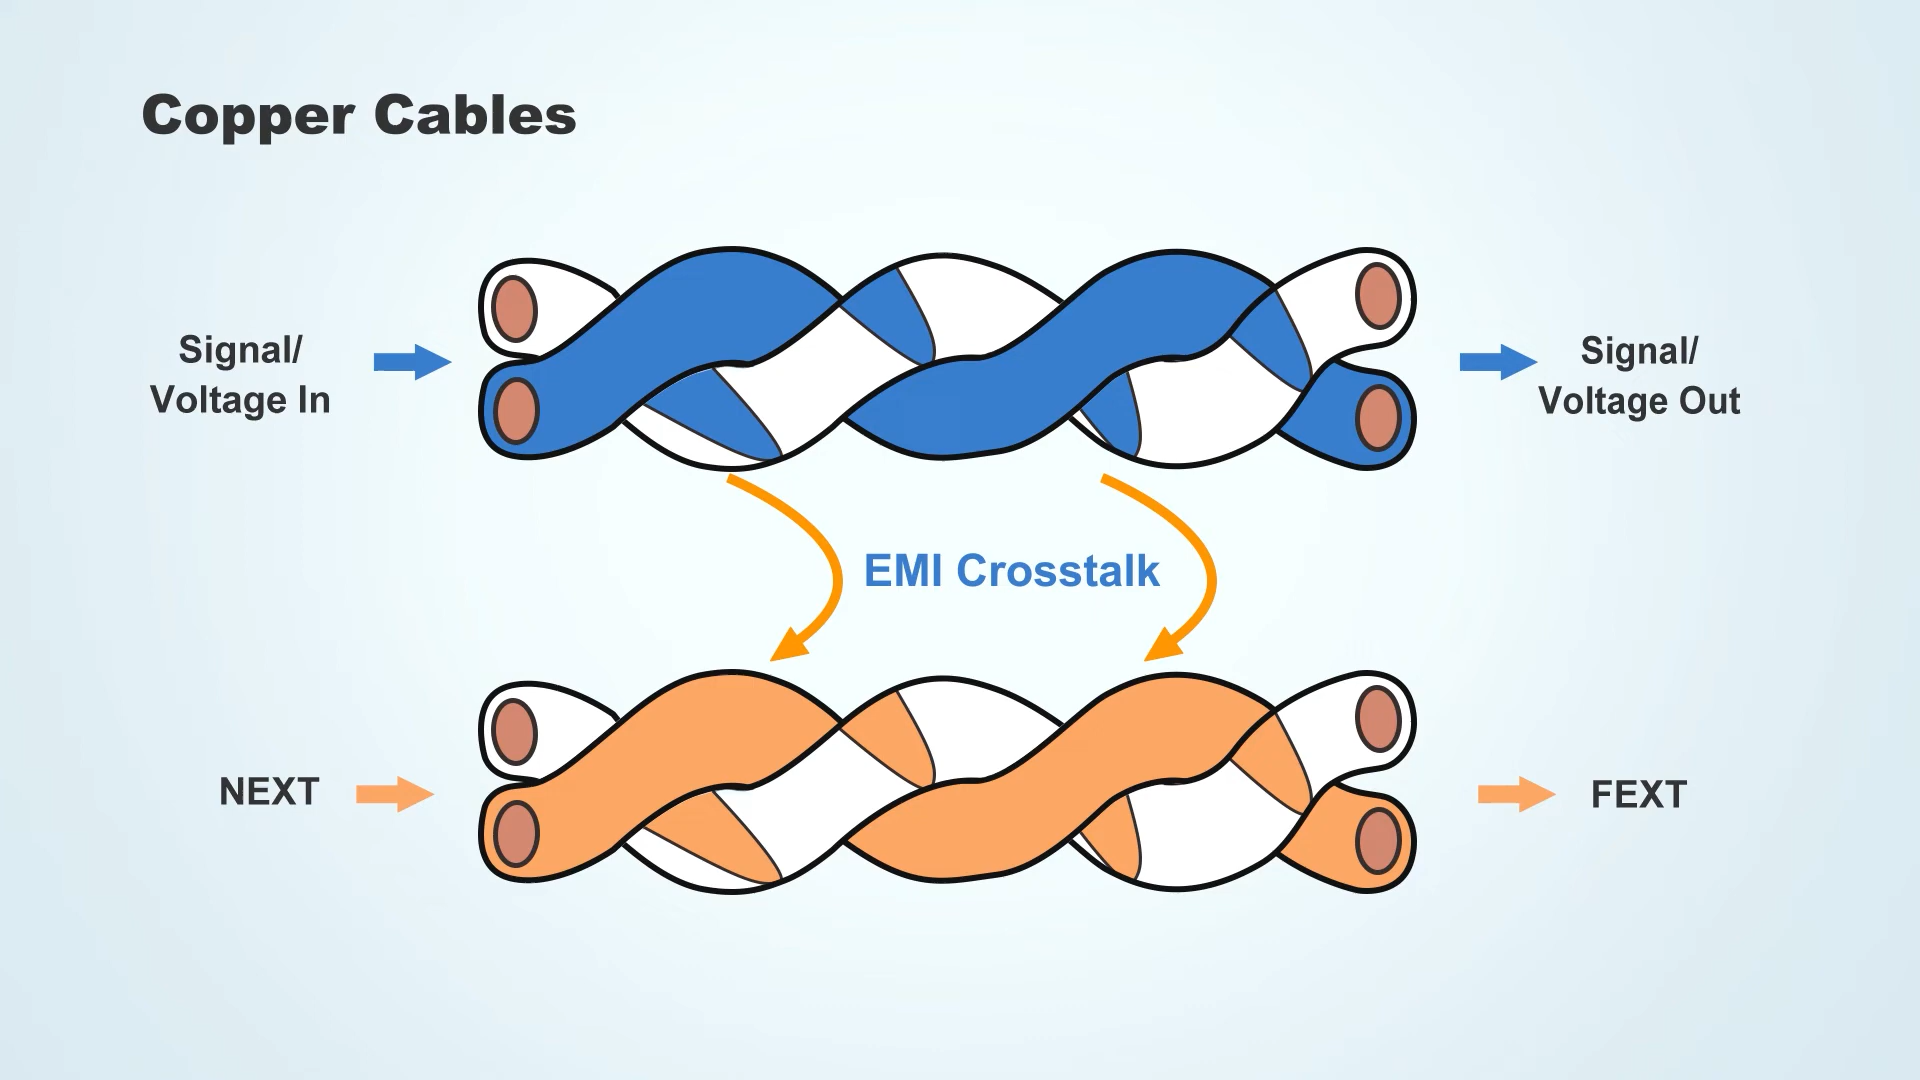 Copper Cables
Signal/
Voltage In
Signal/
Voltage Out
EMI Crosstalk
NEXT
FEXT